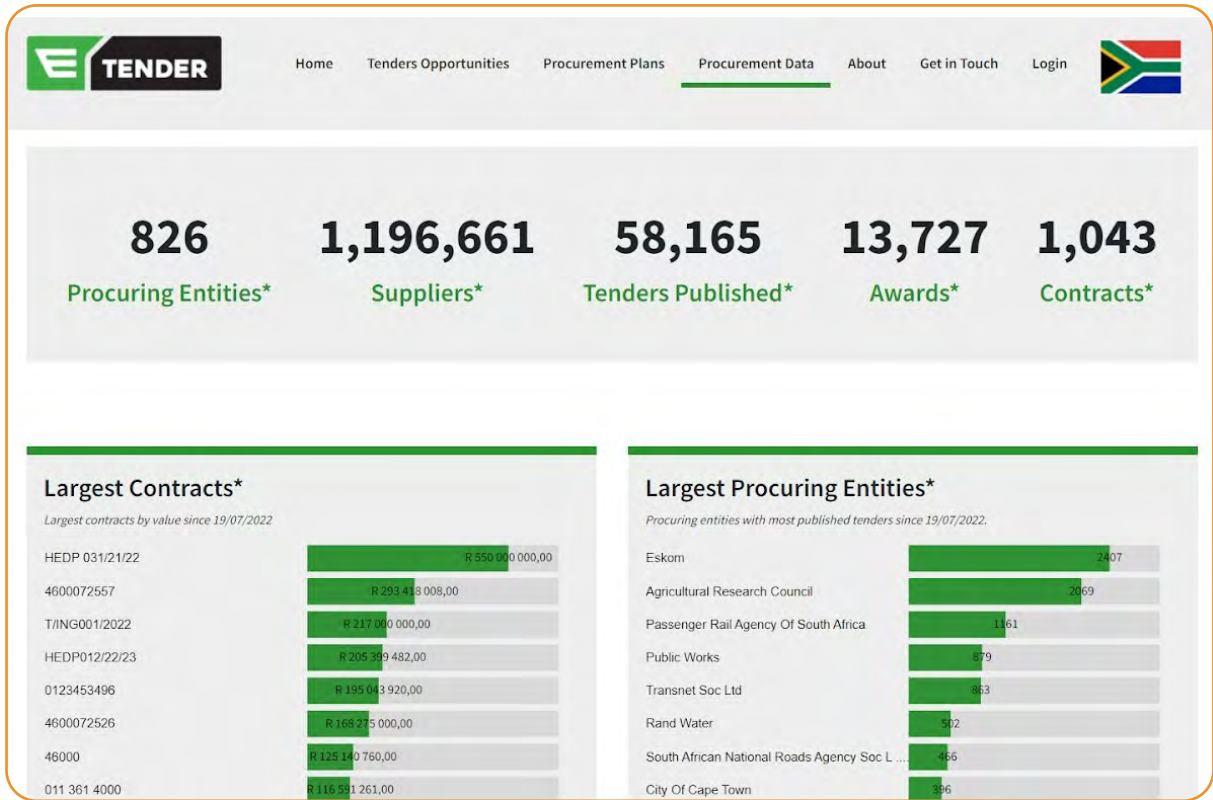 E TENDER
Home Tenders Opportunities Procurement Plans Procurement Data About Get in Touch Login
826 1,196,661 58,165 13,727 1,043
Procuring Entities* Suppliers* Tenders Published* Awards* Contracts*
Largest Contracts*
Largest contracts by value since 19/07/2022
HEDP 031/21/22 R 550 000 000,00
4600072557 R 293 418 008,00
T/ING001/2022 R 217 000 000,00
HEDP012/22/23 R 205 399 482,00
0123453496 R 195 043 920,00
4600072526 R 168 275 000,00
46000 R 125 140 760,00
011 361 4000 R 116 591 261,00
Largest Procuring Entities*
Procuring entities with most published tenders since 19/07/2022.
Eskom 2407
Agricultural Research Council 2069
Passenger Rail Agency Of South Africa 1161
Public Works 879
Transnet Soc Ltd 863
Rand Water 502
South African National Roads Agency Soc L .... 466
City Of Cape Town 396